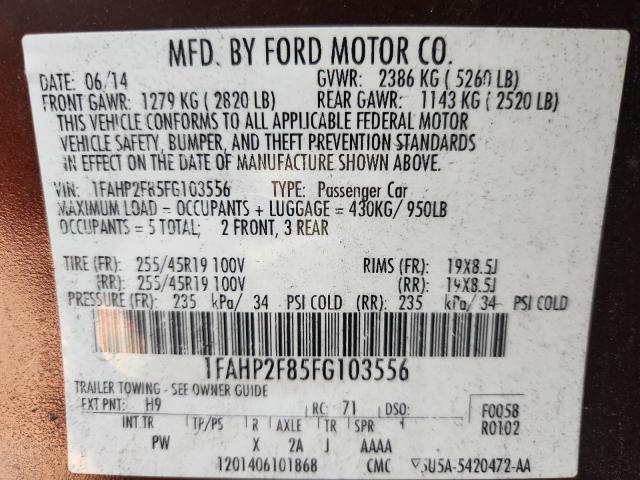 MFD. BY FORD MOTOR CO.
DATE: 06/14 GVWR: 2386 KG ( 5260 LB)
FRONT GAWR: 1279 KG ( 2820 LB) REAR GAWR: 1143 KG ( 2520 LB)
THIS VEHICLE CONFORMS TO ALL APPLICABLE FEDERAL MOTOR
VEHICLE SAFETY, BUMPER, AND THEFT PREVENTION STANDARDS
IN EFFECT ON THE DATE OF MANUFACTURE SHOWN ABOVE.
VIN: 1FAHP2F85FG103556 TYPE: Passenger Car
MAXIMUM LOAD = OCCUPANTS + LUGGAGE = 430KG/ 950LB
OCCUPANTS = 5 TOTAL; 2 FRONT, 3 REAR
TIRE (FR): 255/45R19 100V RIMS (FR): 19X8.5J
(RR): 255/45R19 100V (RR): 19X8.5J
PRESSURE (FR): 235 kPa/ 34 PSI COLD (RR): 235 kPa/ 34 PSI COLD
1FAHP2F85FG103556
TRAILER TOWING - SEE OWNER GUIDE
EXT PNT: H9 RC: 71 DSO: F0058
INT TR TP/PS R AXLE TR SPR R0102
PW X 2A J AAAA
1201406101868 CMC 5U5A-5420472-AA